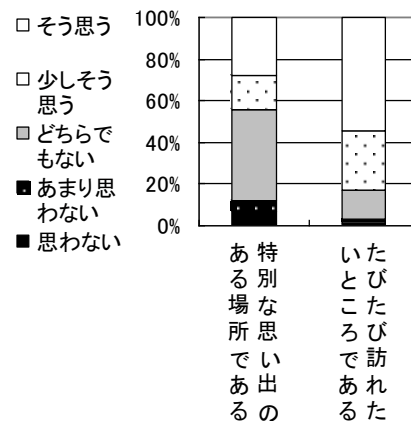 □ そう思う
□ 少しそう
思う
■ どちらで
もない
■ あまり思
わない
■ 思わない
100%
80%
60%
40%
20%
0%
特別な思い出の
ある場所である
たびたび訪れた
いところである